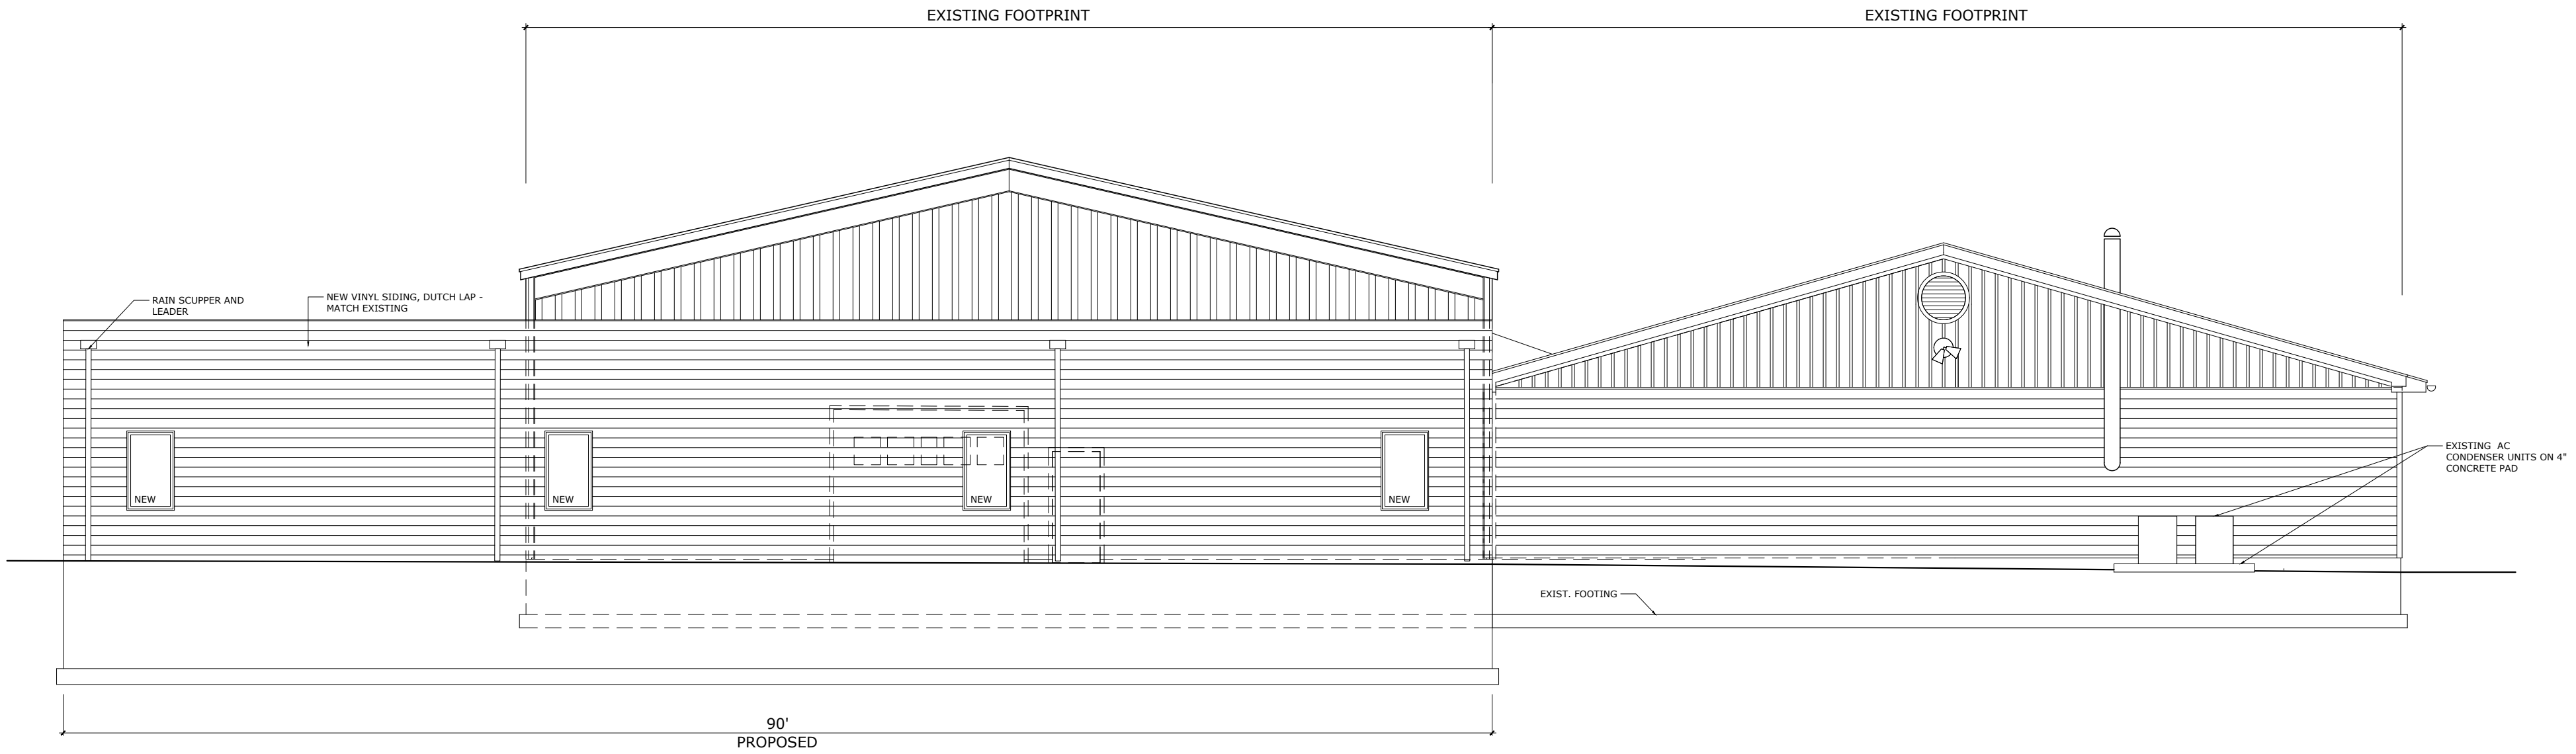 EXISTING FOOTPRINT
EXISTING FOOTPRINT
RAIN SCUPPER AND
LEADER
NEW VINYL SIDING, DUTCH LAP -
MATCH EXISTING
EXISTING AC
CONDENSER UNITS ON 4"
CONCRETE PAD
NEW
NEW
NEW
NEW
EXIST. FOOTING
90'
PROPOSED